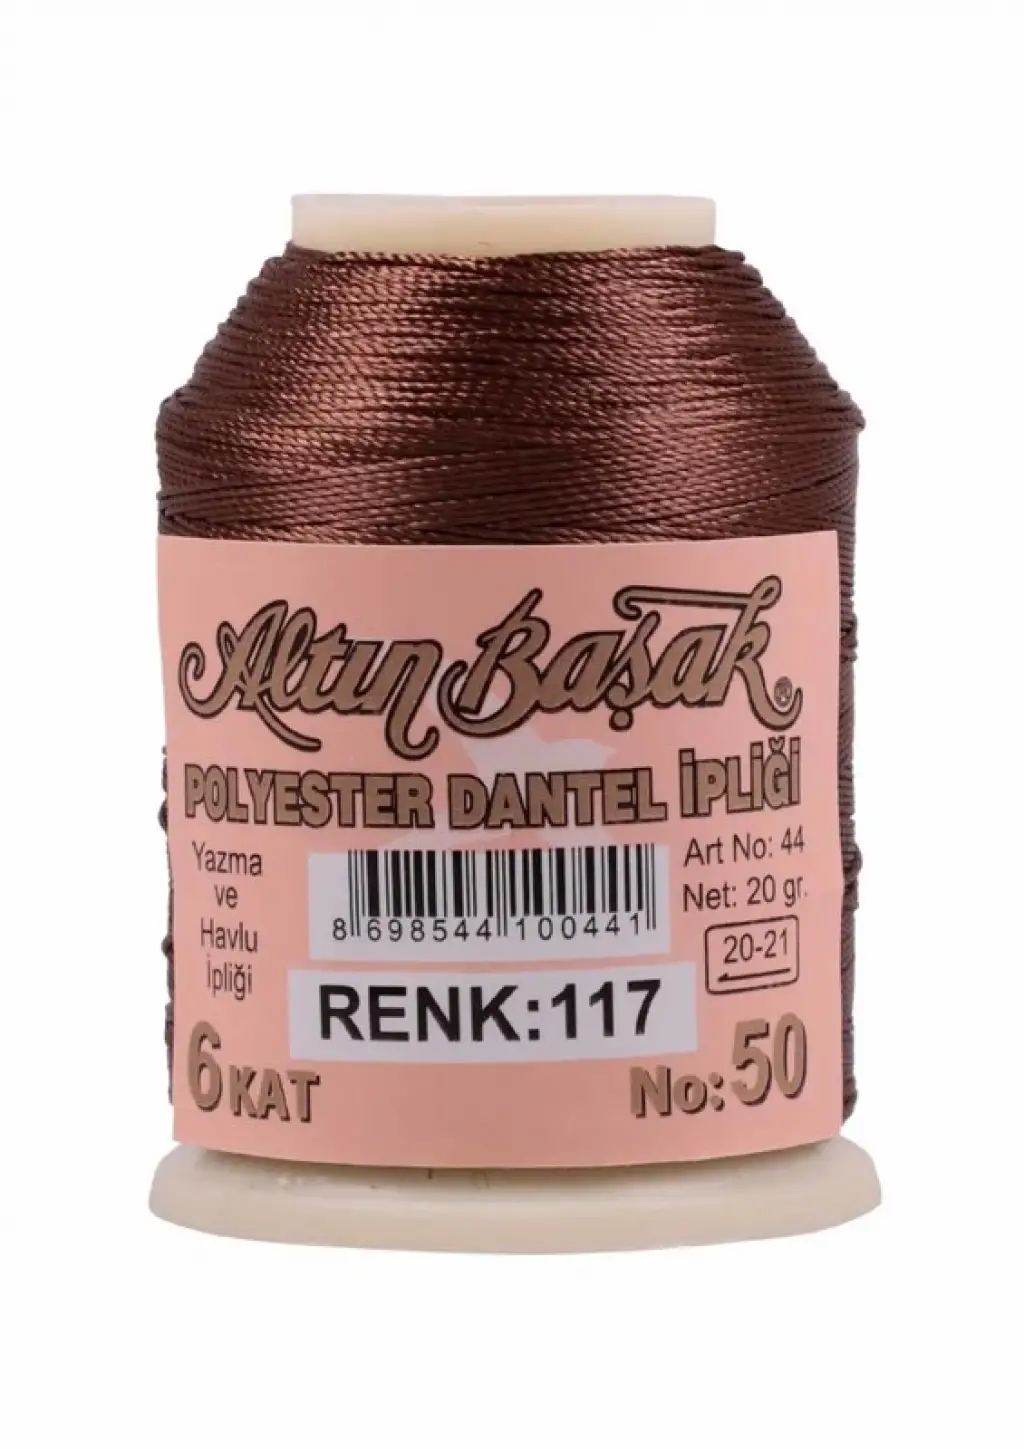 Altın Başak®
POLYESTER DANTEL İPLİĞİ
Yazma
ve
Havlu
İpliği
8 698544 100441
Art No: 44
Net: 20 gr.
20-21
RENK:117
6 KAT
No: 50